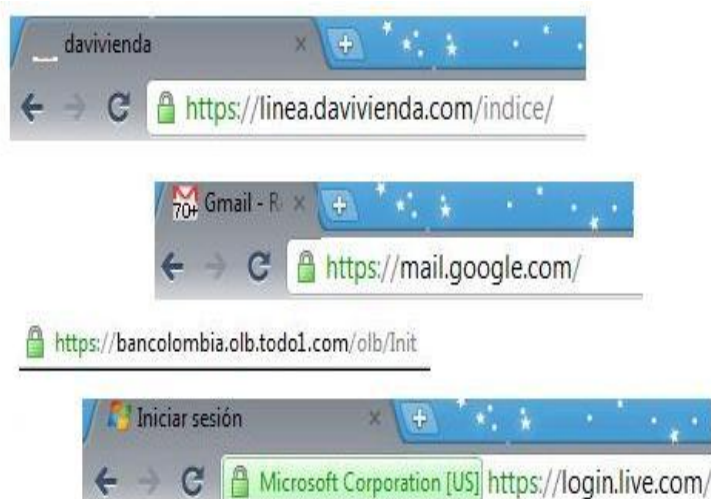 davivienda
https://linea.davivienda.com/indice/
70+ Gmail - R
https://mail.google.com/
https://bancolombia.olb.todo1.com/olb/Init
Iniciar sesión
Microsoft Corporation [US] https://login.live.com/